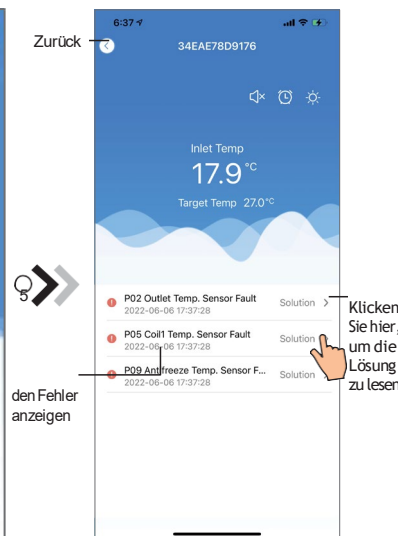 6:37
Zurück
34EAE78D9176
Inlet Temp
17.9 °C
Target Temp 27.0°C
5
P02 Outlet Temp. Sensor Fault
2022-06-06 17:37:28
Solution >
Klicken
Sie hier,
um die
Lösung
zu lesen
P05 Coil1 Temp. Sensor Fault
2022-06-06 17:37:28
Solution
P09 Antifreeze Temp. Sensor F...
2022-06-06 17:37:28
Solution
den Fehler
anzeigen